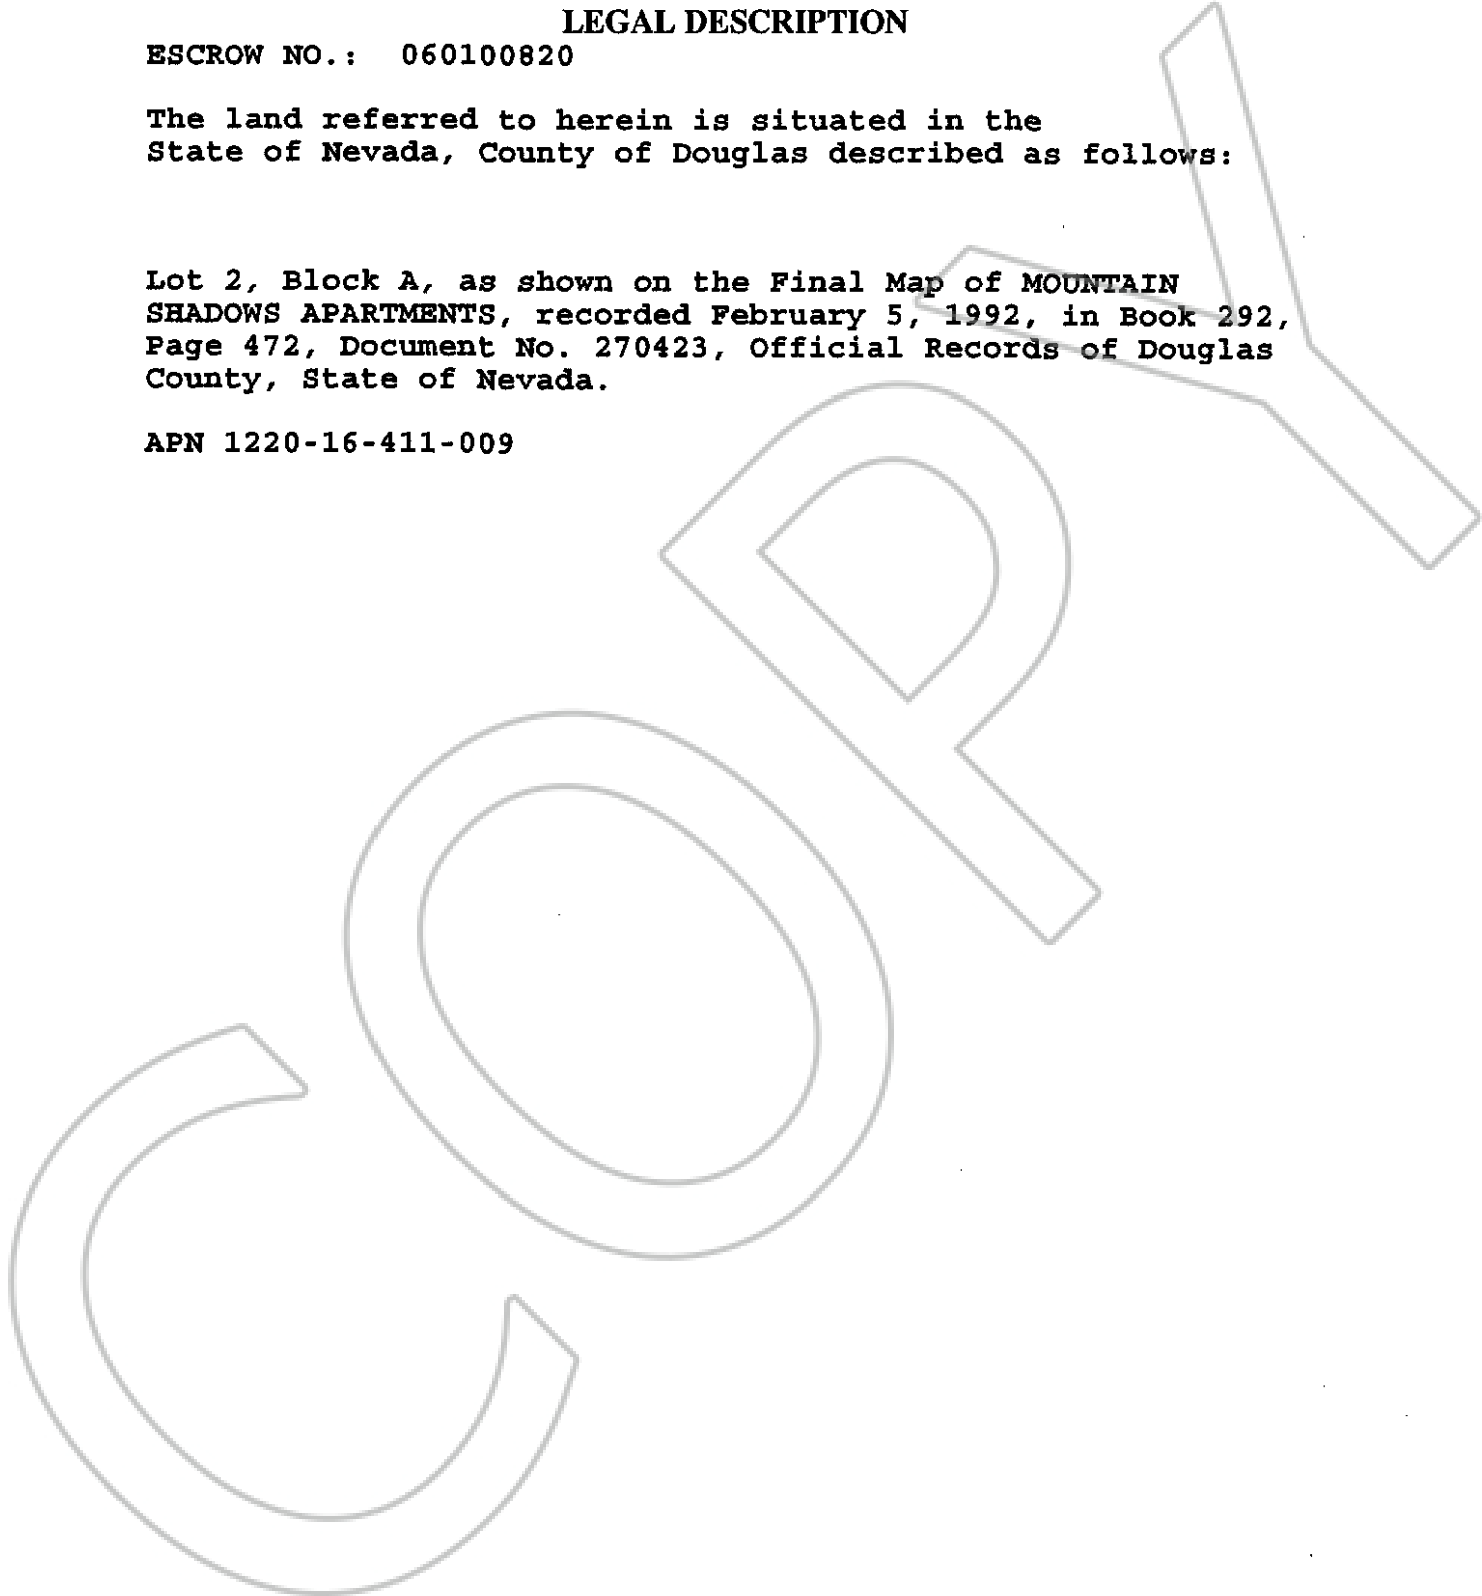 LEGAL DESCRIPTION
ESCROW NO.: 060100820
The land referred to herein is situated in the
State of Nevada, County of Douglas described as follows:
Lot 2, Block A, as shown on the Final Map of MOUNTAIN
SHADOWS APARTMENTS, recorded February 5, 1992, in Book 292,
Page 472, Document No. 270423, Official Records of Douglas
County, State of Nevada.
APN 1220-16-411-009
COPY